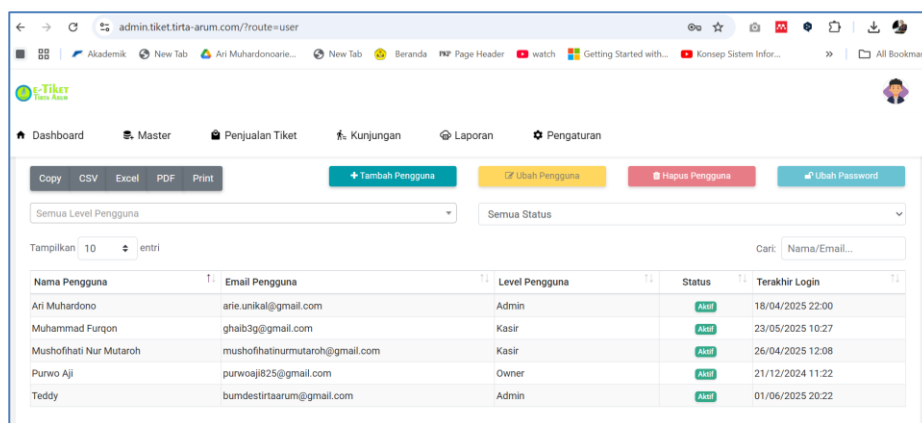 admin.tiket.tirta-arum.com/?route=user
Akademik New Tab Ari Muhardonoarie... New Tab Beranda PKP Page Header watch Getting Started with... Konsep Sistem Infor... » All Bookmar
e-Tiket
Tirta Arum
Dashboard Master Penjualan Tiket Kunjungan Laporan Pengaturan
Copy CSV Excel PDF Print + Tambah Pengguna Ubah Pengguna Hapus Pengguna Ubah Password
Semua Level Pengguna Semua Status
Tampilkan 10 entri Cari: Nama/Email...
Nama Pengguna Email Pengguna Level Pengguna Status Terakhir Login
Ari Muhardono arie.unikal@gmail.com Admin Aktif 18/04/2025 22:00
Muhammad Furqon ghaib3g@gmail.com Kasir Aktif 23/05/2025 10:27
Mushofihati Nur Mutaroh mushofihatinurmutaroh@gmail.com Kasir Aktif 26/04/2025 12:08
Purwo Aji purwoaji825@gmail.com Owner Aktif 21/12/2024 11:22
Teddy bumdestirtaarum@gmail.com Admin Aktif 01/06/2025 20:22